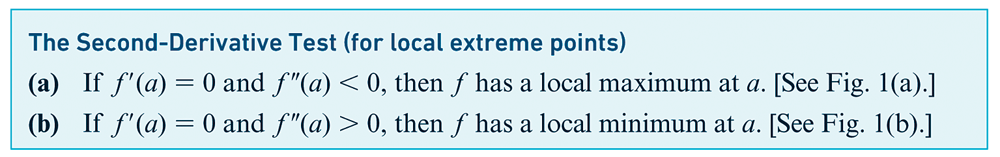 The Second-Derivative Test (for local extreme points)
(a) If f′(a) = 0 and f″(a) < 0, then f has a local maximum at a. [See Fig. 1(a).]
(b) If f′(a) = 0 and f″(a) > 0, then f has a local minimum at a. [See Fig. 1(b).]